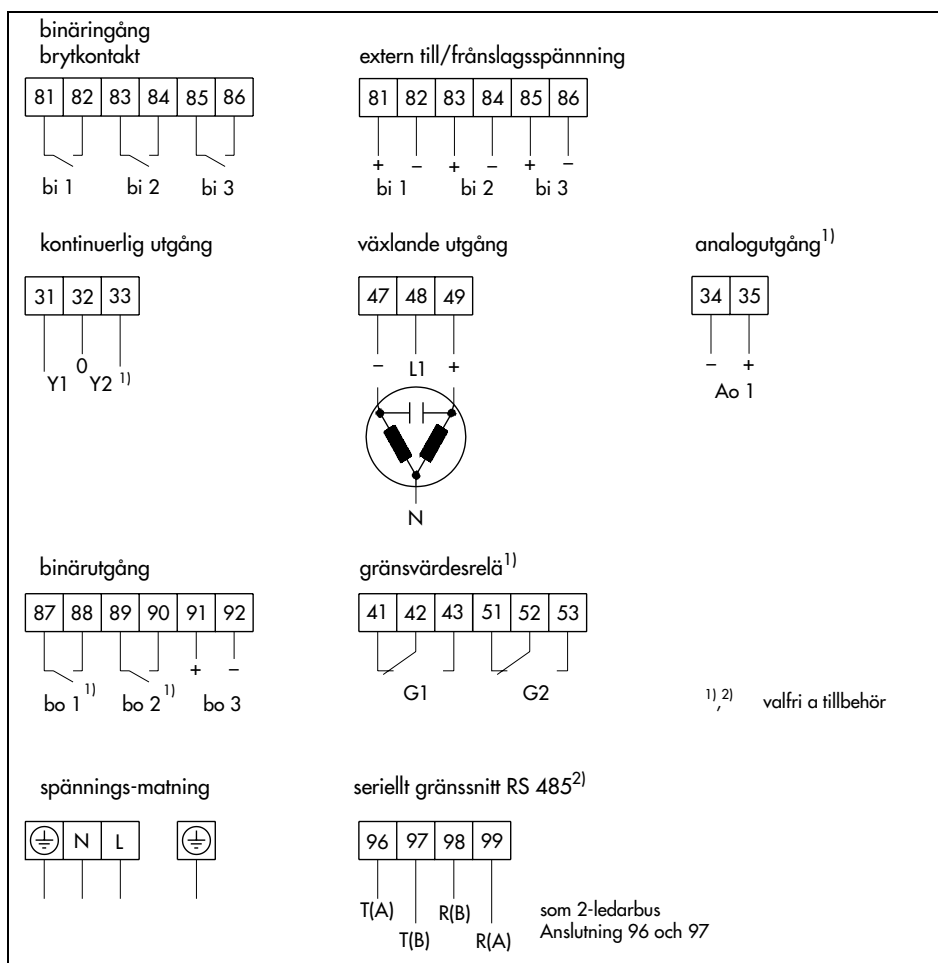 binäringång
brytkontakt
81 82 83 84 85 86
bi 1 bi 2 bi 3
extern till/frånslagsspännning
81 82 83 84 85 86
+ − + − + −
bi 1 bi 2 bi 3
kontinuerlig utgång
31 32 33
0
Y1 Y2 1)
växlande utgång
47 48 49
− L1 +
N
analogutgång1)
34 35
− +
Ao 1
binärutgång
87 88 89 90 91 92
+ −
bo 1 1) bo 2 1) bo 3
gränsvärdesrelä1)
41 42 43 51 52 53
G1 G2
1), 2) valfri a tillbehör
spännings-matning
N L
seriellt gränssnitt RS 4852)
96 97 98 99
T(A) R(B)
T(B) R(A)
som 2-ledarbus
Anslutning 96 och 97